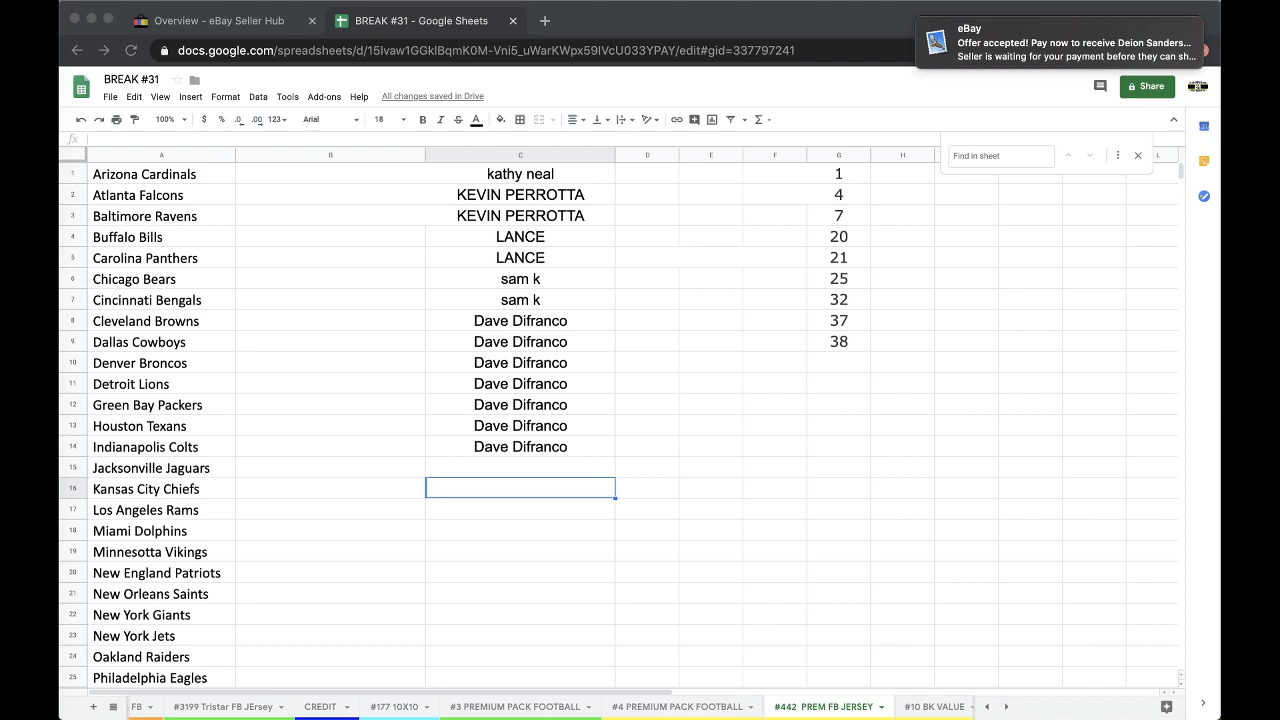 Overview - eBay Seller Hub
BREAK #31 - Google Sheets
docs.google.com/spreadsheets/d/15Ivaw1GGkIBqmK0M-Vni5_uWarKWpx59IVcU033YPAY/edit#gid=337797241
eBay
Offer accepted! Pay now to receive Deion Sanders...
Seller is waiting for your payment before they can sh...
BREAK #31
File Edit View Insert Format Data Tools Add-ons Help All changes saved in Drive
Share
100% $ % .0 .00 123 Arial 18 B I S A
fx
Find in sheet
A B C D E F G H L
1 Arizona Cardinals kathy neal 1
2 Atlanta Falcons KEVIN PERROTTA 4
3 Baltimore Ravens KEVIN PERROTTA 7
4 Buffalo Bills LANCE 20
5 Carolina Panthers LANCE 21
6 Chicago Bears sam k 25
7 Cincinnati Bengals sam k 32
8 Cleveland Browns Dave Difranco 37
9 Dallas Cowboys Dave Difranco 38
10 Denver Broncos Dave Difranco
11 Detroit Lions Dave Difranco
12 Green Bay Packers Dave Difranco
13 Houston Texans Dave Difranco
14 Indianapolis Colts Dave Difranco
15 Jacksonville Jaguars
16 Kansas City Chiefs
17 Los Angeles Rams
18 Miami Dolphins
19 Minnesotta Vikings
20 New England Patriots
21 New Orleans Saints
22 New York Giants
23 New York Jets
24 Oakland Raiders
25 Philadelphia Eagles
FB #3199 Tristar FB JErsey CREDIT #177 10X10 #3 PREMIUM PACK FOOTBALL #4 PREMIUM PACK FOOTBALL #442 PREM FB JERSEY #10 BK VALUE